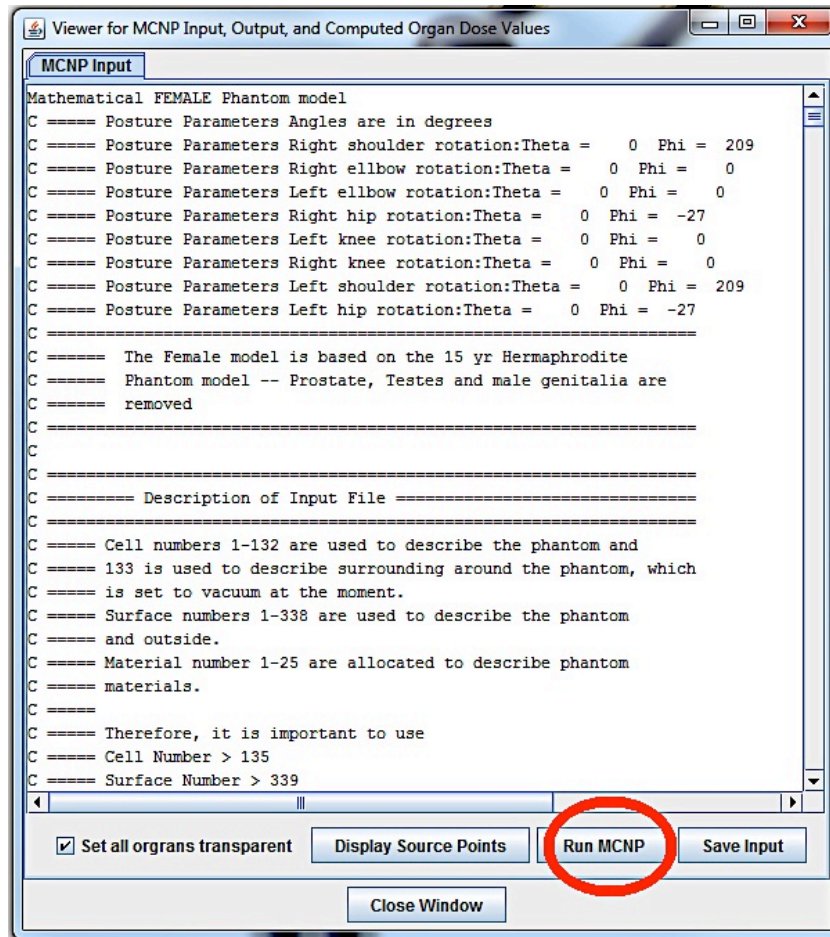 Viewer for MCNP Input, Output, and Computed Organ Dose Values
MCNP Input
Mathematical FEMALE Phantom model
C ===== Posture Parameters Angles are in degrees
C ===== Posture Parameters Right shoulder rotation:Theta =    0  Phi =  209
C ===== Posture Parameters Right ellbow rotation:Theta =    0  Phi =    0
C ===== Posture Parameters Left ellbow rotation:Theta =    0  Phi =    0
C ===== Posture Parameters Right hip rotation:Theta =    0  Phi =  -27
C ===== Posture Parameters Left knee rotation:Theta =    0  Phi =    0
C ===== Posture Parameters Right knee rotation:Theta =    0  Phi =    0
C ===== Posture Parameters Left shoulder rotation:Theta =    0  Phi =  209
C ===== Posture Parameters Left hip rotation:Theta =    0  Phi =  -27
C ===================================================================
C ======  The Female model is based on the 15 yr Hermaphrodite
C ======  Phantom model -- Prostate, Testes and male genitalia are
C ======  removed
C ===================================================================
C
C ===================================================================
C ========= Description of Input File ===============================
C ===================================================================
C ===== Cell numbers 1-132 are used to describe the phantom and
C ===== 133 is used to describe surrounding around the phantom, which
C ===== is set to vacuum at the moment.
C ===== Surface numbers 1-338 are used to describe the phantom
C ===== and outside.
C ===== Material number 1-25 are allocated to describe phantom
C ===== materials.
C =====
C ===== Therefore, it is important to use
C ===== Cell Number > 135
C ===== Surface Number > 339
Set all orgrans transparent
Display Source Points
Run MCNP
Save Input
Close Window